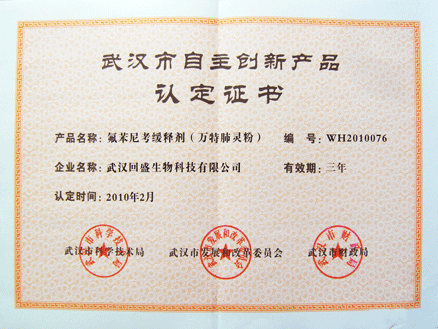 武汉市自主创新产品
认定证书
产品名称：氟苯尼考缓释剂（万特肺灵粉） 编 号：WH2010076
企业名称：武汉回盛生物科技有限公司 有效期：三年
认定时间：2010年2月
武汉市科学技术局 武汉市发展和改革委员会 武汉市财政局